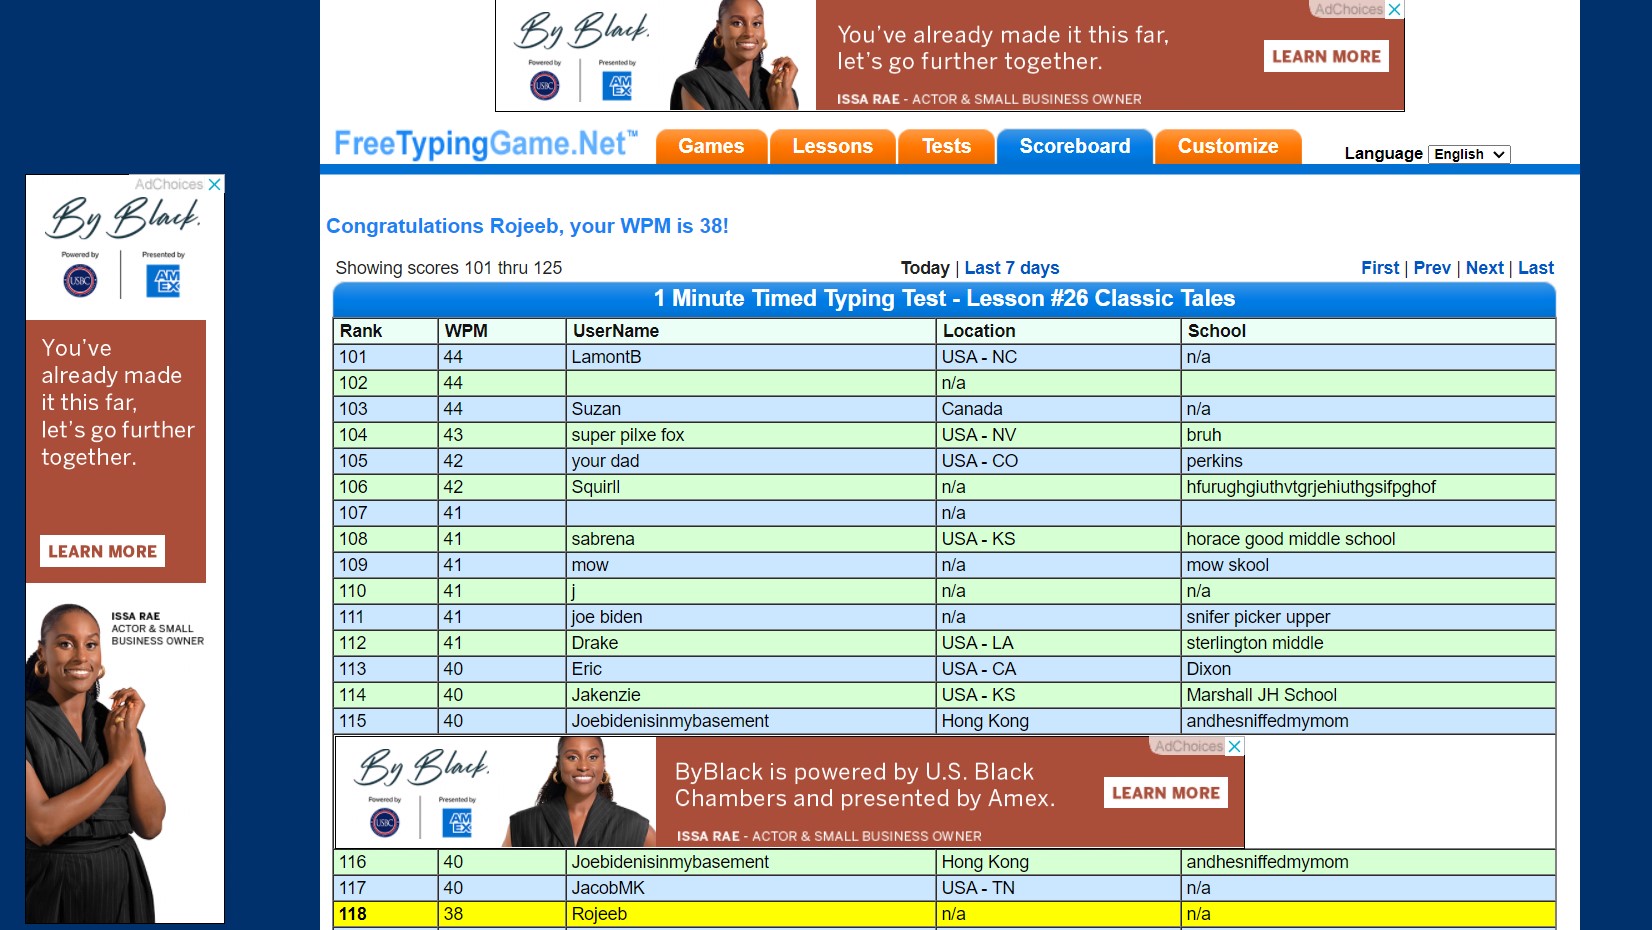 By Black.
Powered by
Presented by
USBC
AM
EX
You've already made it this far,
let's go further together.
ISSA RAE - ACTOR & SMALL BUSINESS OWNER
LEARN MORE
AdChoices
FreeTypingGame.Net™
Games
Lessons
Tests
Scoreboard
Customize
Language English
AdChoices
By Black.
Powered by
Presented by
USBC
AM
EX
You've
already made
it this far,
let's go further
together.
LEARN MORE
ISSA RAE
ACTOR & SMALL
BUSINESS OWNER
Congratulations Rojeeb, your WPM is 38!
Showing scores 101 thru 125
Today | Last 7 days
First | Prev | Next | Last
1 Minute Timed Typing Test - Lesson #26 Classic Tales
Rank WPM UserName Location School
101 44 LamontB USA - NC n/a
102 44 n/a
103 44 Suzan Canada n/a
104 43 super pilxe fox USA - NV bruh
105 42 your dad USA - CO perkins
106 42 Squirll n/a hfurughgiuthvtgrjehiuthgsifpghof
107 41 n/a
108 41 sabrena USA - KS horace good middle school
109 41 mow n/a mow skool
110 41 j n/a n/a
111 41 joe biden n/a snifer picker upper
112 41 Drake USA - LA sterlington middle
113 40 Eric USA - CA Dixon
114 40 Jakenzie USA - KS Marshall JH School
115 40 Joebidenisinmybasement Hong Kong andhesniffedmymom
By Black.
Powered by
Presented by
USBC
AM
EX
ByBlack is powered by U.S. Black
Chambers and presented by Amex.
ISSA RAE - ACTOR & SMALL BUSINESS OWNER
LEARN MORE
AdChoices
116 40 Joebidenisinmybasement Hong Kong andhesniffedmymom
117 40 JacobMK USA - TN n/a
118 38 Rojeeb n/a n/a